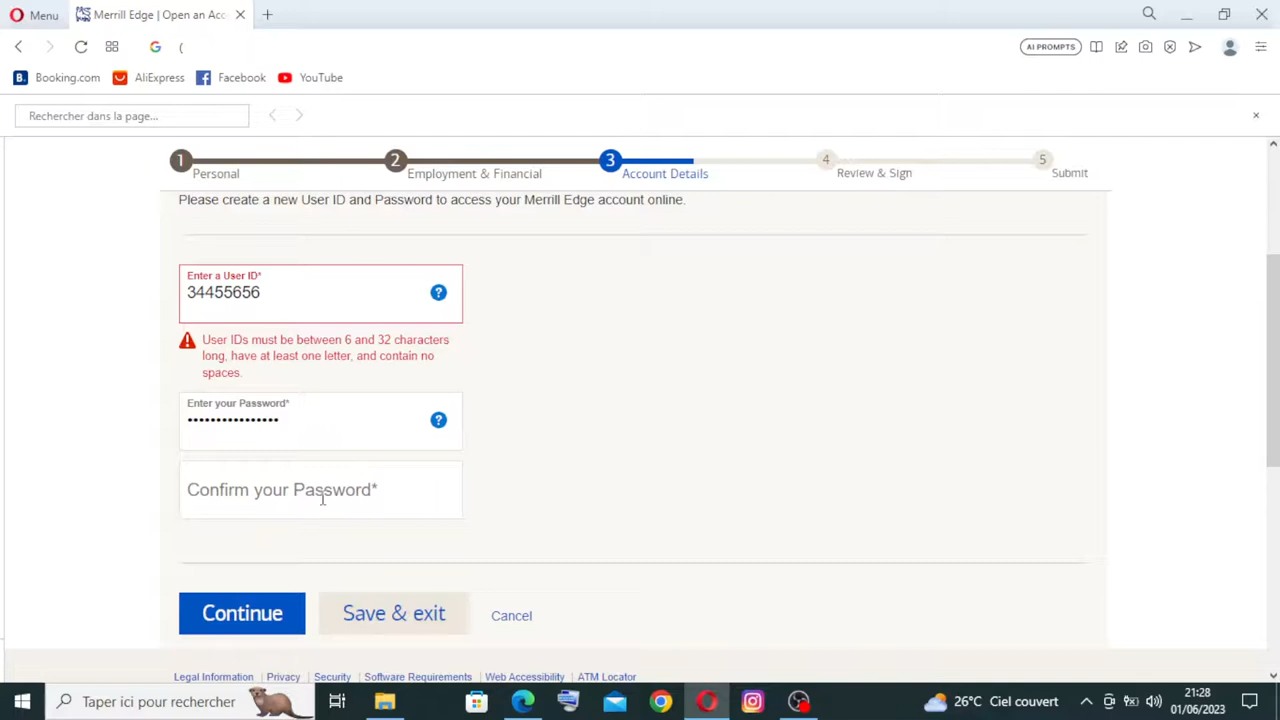 Menu
Merrill Edge | Open an Acc
(
AI PROMPTS
Booking.com
AliExpress
Facebook
YouTube
Rechercher dans la page...
1
2
3
4
5
Personal
Employment & Financial
Account Details
Review & Sign
Submit
Please create a new User ID and Password to access your Merrill Edge account online.
Enter a User ID*
34455656
?
User IDs must be between 6 and 32 characters
long, have at least one letter, and contain no
spaces.
Enter your Password*
••••••••••••••••
?
Confirm your Password*
Continue
Save & exit
Cancel
Legal Information | Privacy | Security | Software Requirements | Web Accessibility | ATM Locator
Taper ici pour rechercher
26°C Ciel couvert
21:28
01/06/2023